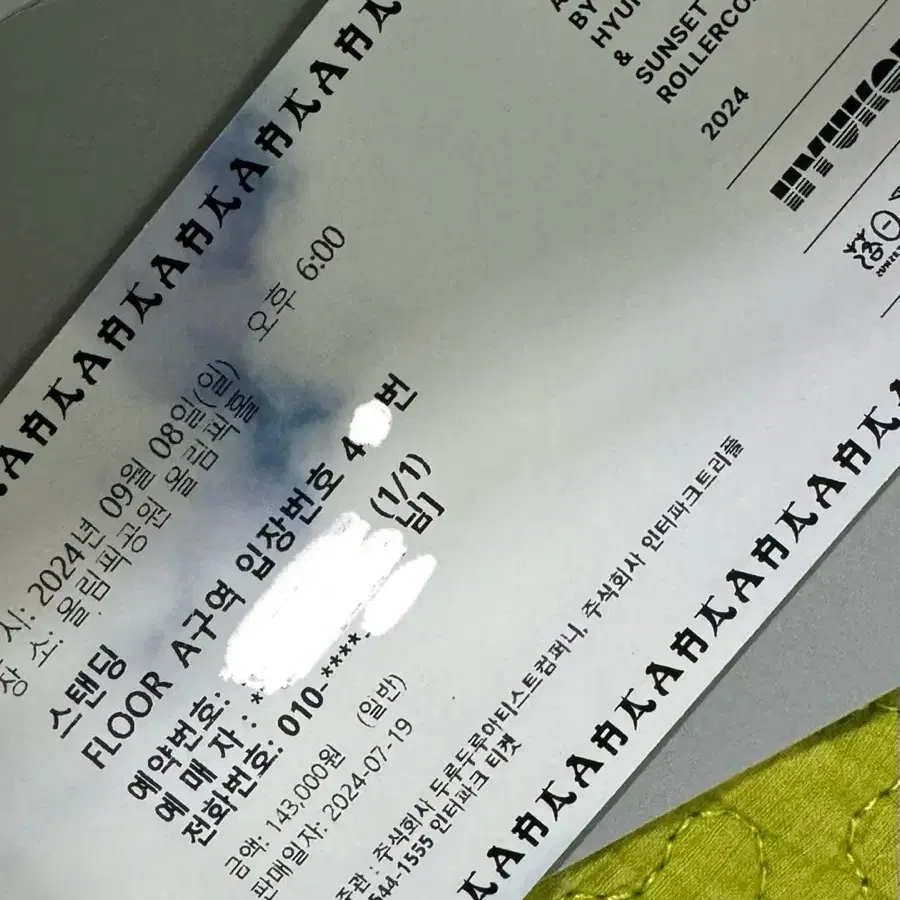 BY
&
SUNSET
2024
HYUKOH
시: 2024년 09월 08일(일) 오후 6:00
장 소: 올림픽공원 올림픽홀
스탠딩
FLOOR A구역 입장번호 4 번
예약번호: (1/1)
예 매 자 : * 님
전화번호: 010-****-
금액: 143,000원 (일반)
판매일자: 2024-07-19
주관 : 주식회사 두루두루아티스트컴퍼니, 주식회사 인터파크트리플
544-1555 인터파크 티켓